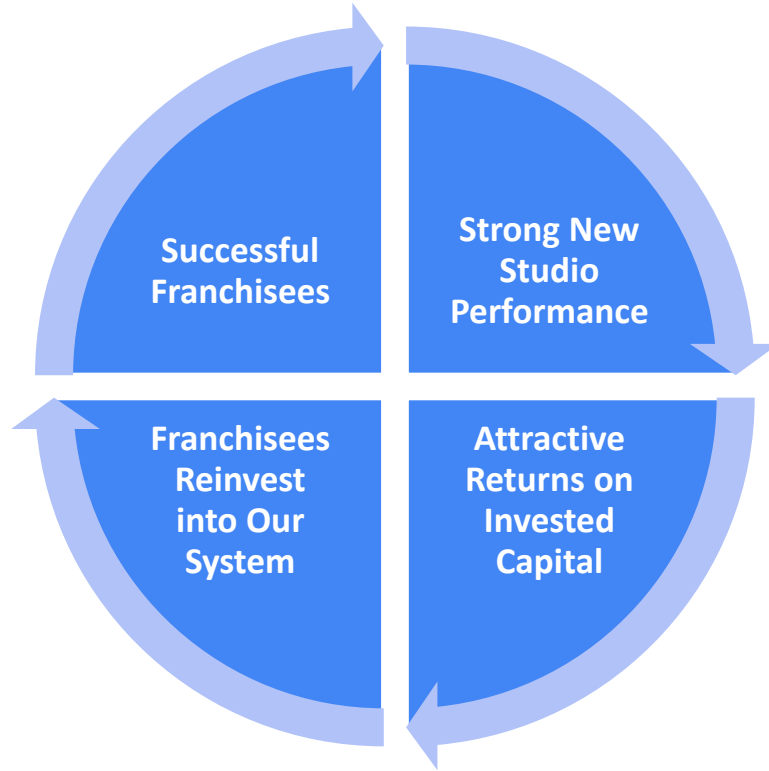 Successful
Franchisees
Strong New
Studio
Performance
Franchisees
Reinvest
into Our
System
Attractive
Returns on
Invested
Capital